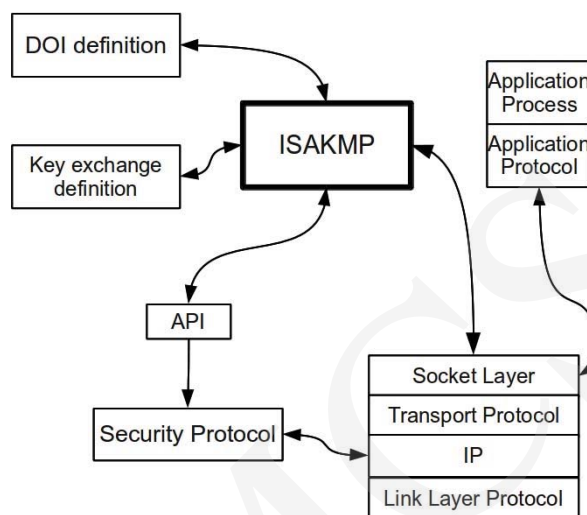 DOI definition
Application
Process
ISAKMP
Application
Protocol
Key exchange
definition
API
Socket Layer
Transport Protocol
Security Protocol
IP
Link Layer Protocol